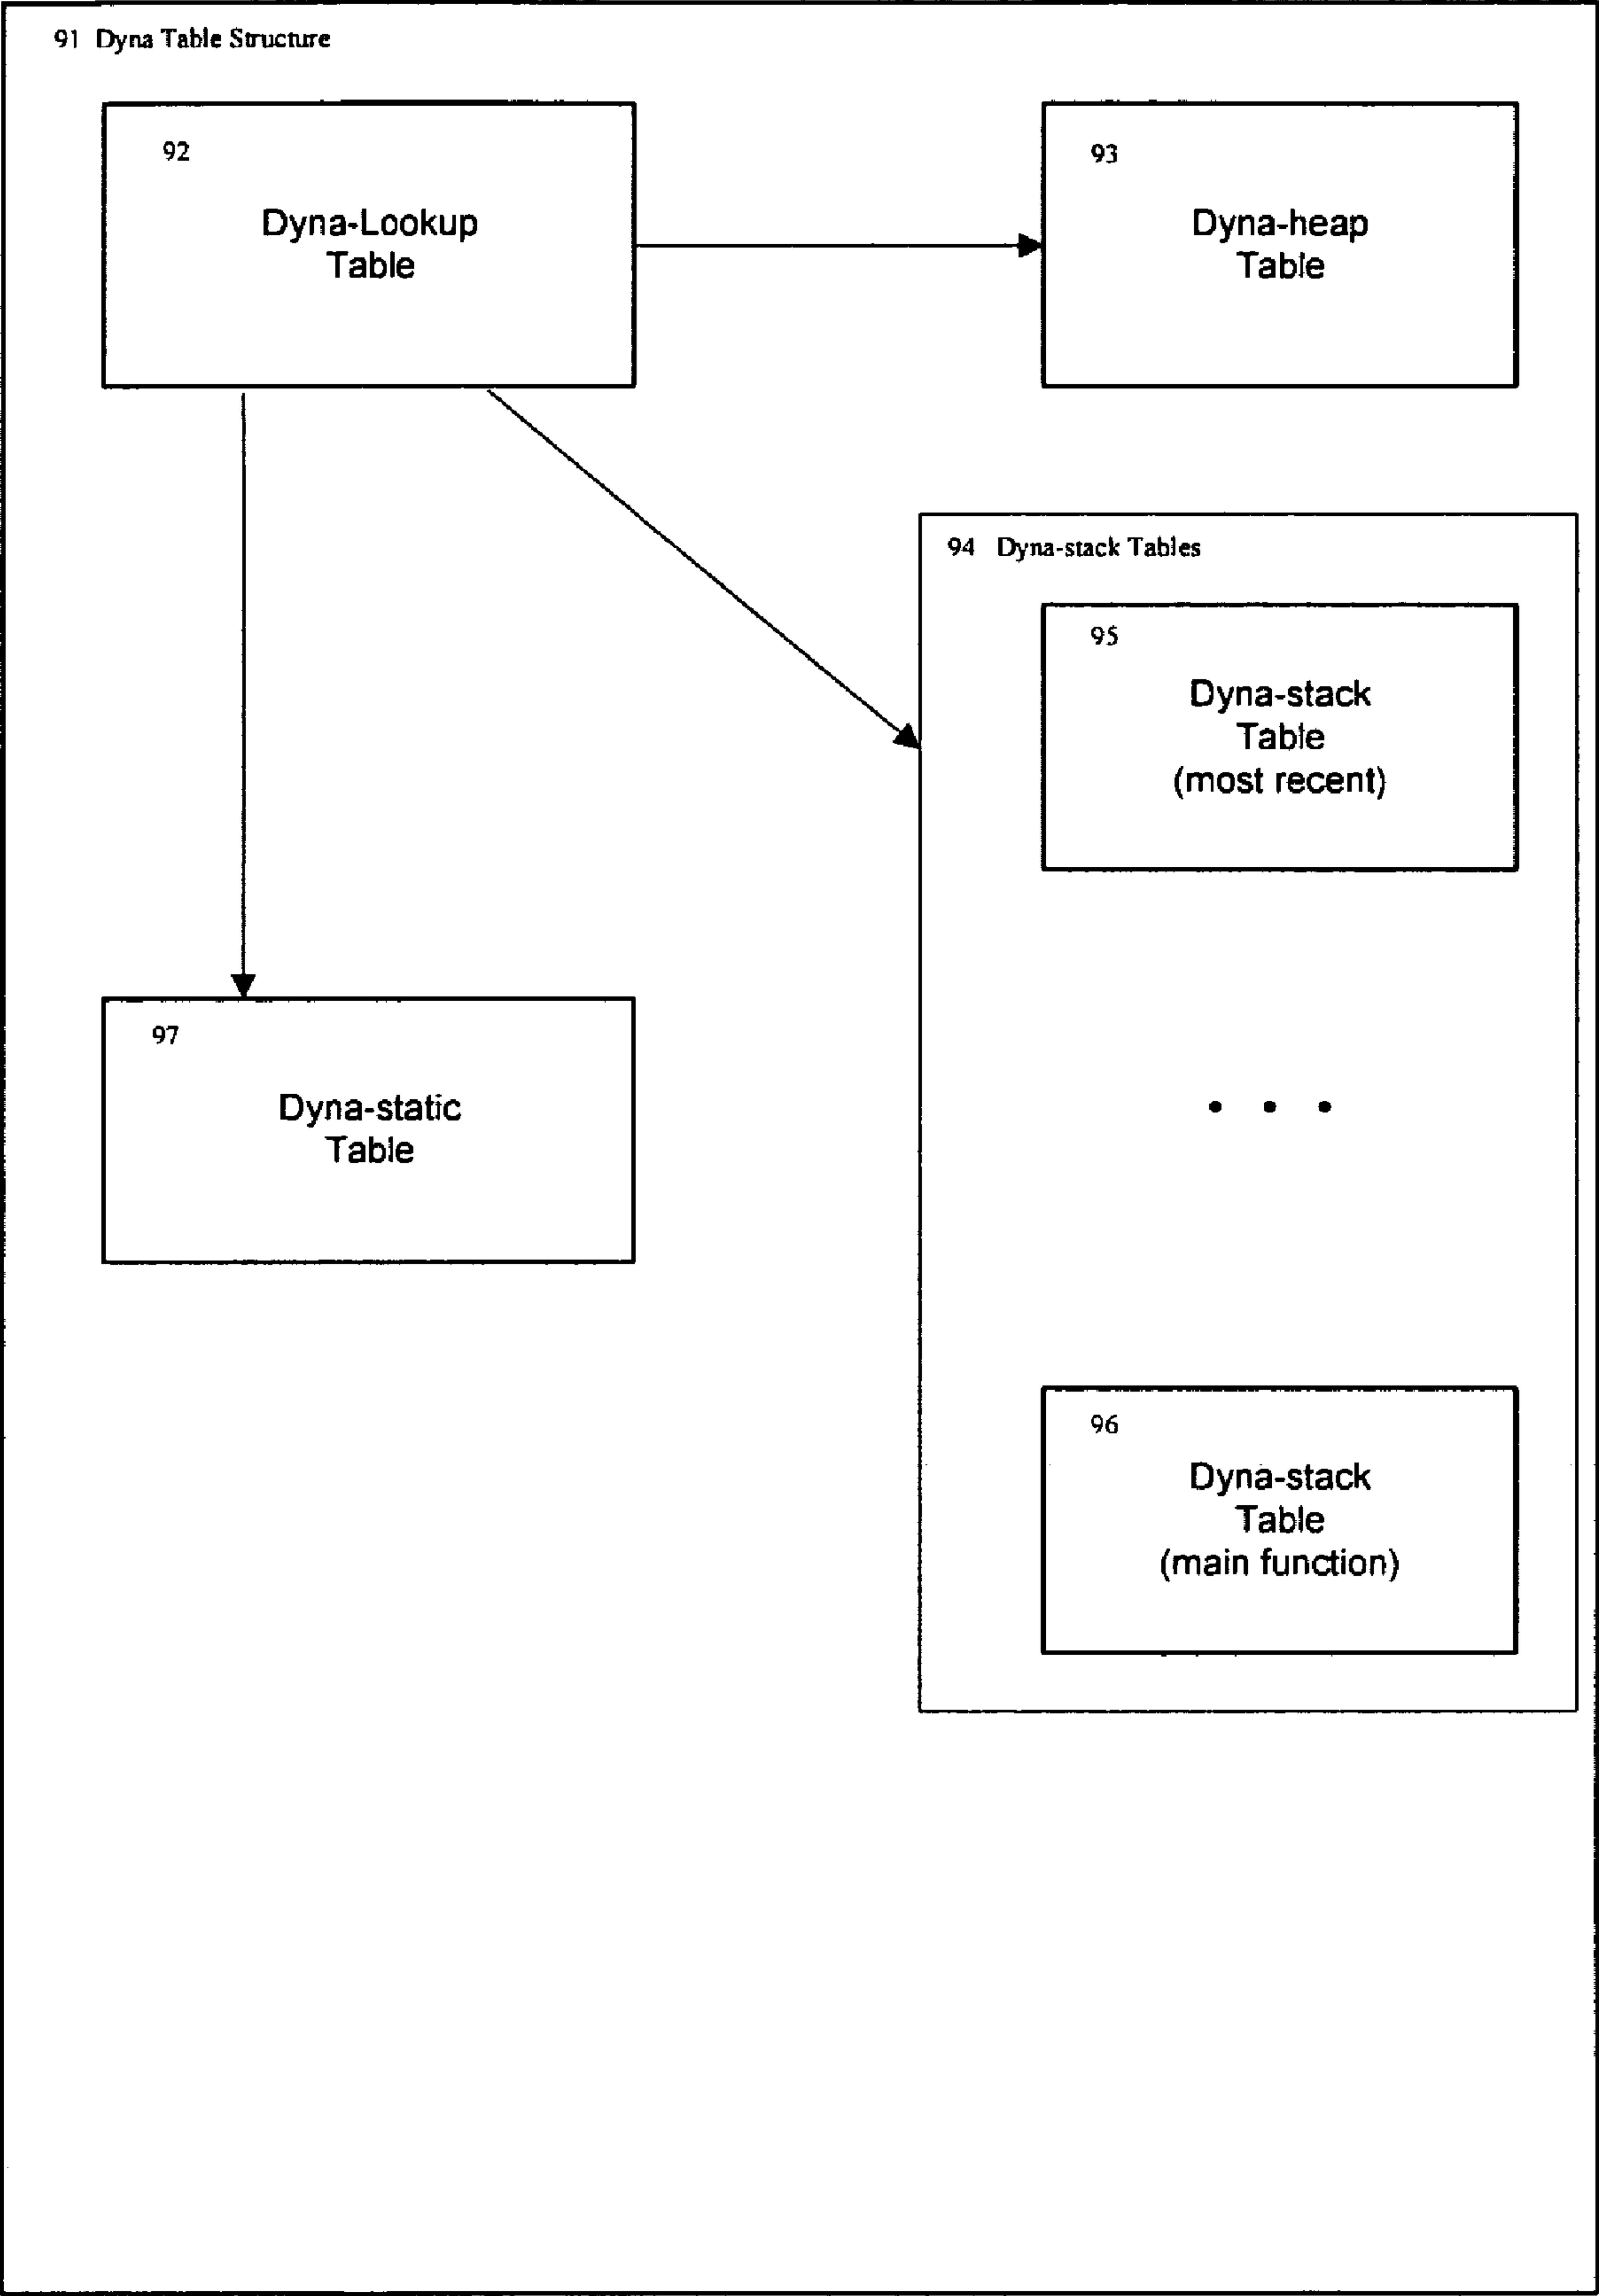 91 Dyna Table Structure
92
Dyna-Lookup
Table
93
Dyna-heap
Table
94 Dyna-stack Tables
95
Dyna-stack
Table
(most recent)
97
Dyna-static
Table
• • •
96
Dyna-stack
Table
(main function)